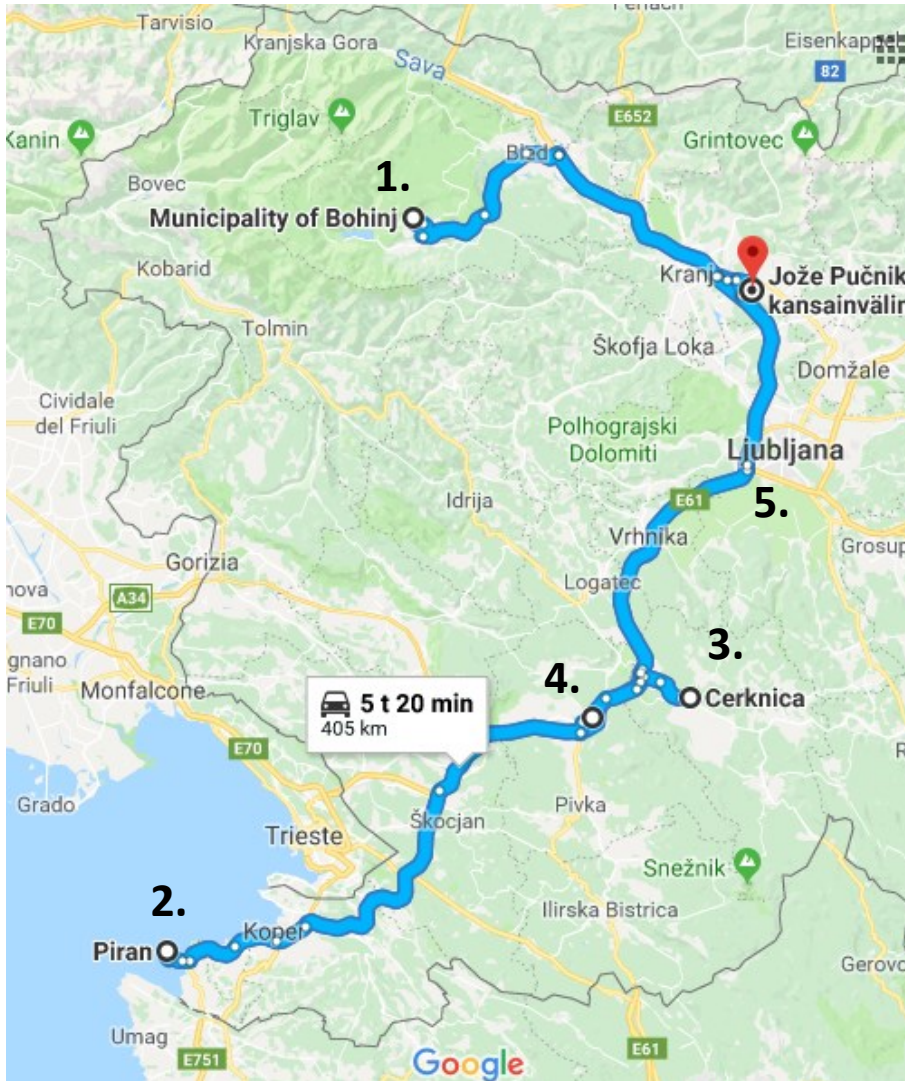 Tarvisio
Kranjska Gora
Eisenkappel
82
Sava
E652
Triglav
Grintovec
Kanin
Bled
1.
Bovec
Municipality of Bohinj
Kobarid
Kranj
Jože Pučnik
kansainvälin
Tolmin
Škofja Loka
Domžale
Cividale
del Friuli
Polhograjski
Dolomiti
Ljubljana
Idrija
E61
5.
Vrhnika
Grosup
Gorizia
Logatec
nova
A34
E70
3.
gnano
Friuli
4.
Monfalcone
Cerknica
5 t 20 min
405 km
E70
Grado
Pivka
Škocjan
Trieste
Snežnik
2.
Ilirska Bistrica
Koper
Piran
Gerovo
Umag
E751
Google
E61